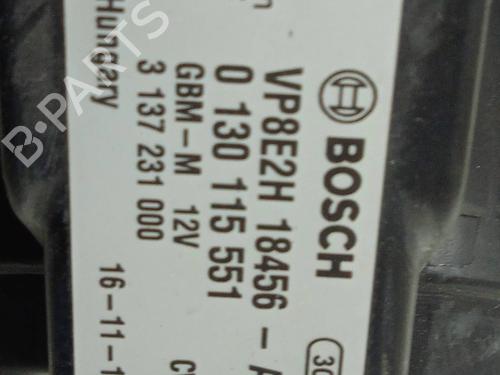 BOSCH
VP8E2H 18456-A
0 130 115 551
GBM-M 12V
3 137 231 000
Hungary
16-11-1
B-PARTS